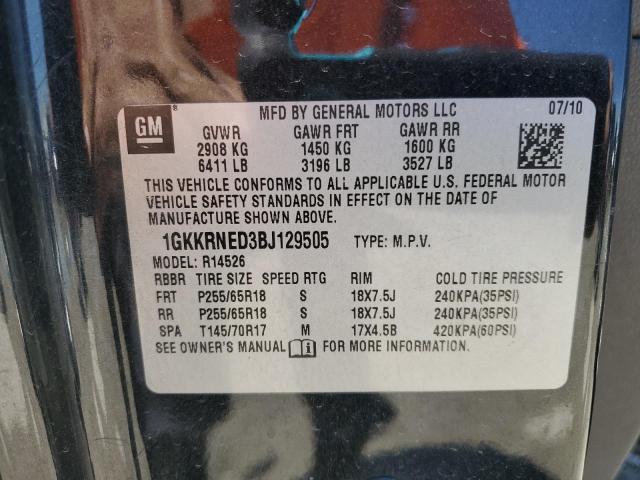 GM ®
MFD BY GENERAL MOTORS LLC 07/10
GVWR GAWR FRT GAWR RR
2908 KG 1450 KG 1600 KG
6411 LB 3196 LB 3527 LB
THIS VEHICLE CONFORMS TO ALL APPLICABLE U.S. FEDERAL MOTOR
VEHICLE SAFETY STANDARDS IN EFFECT ON THE DATE OF
MANUFACTURE SHOWN ABOVE.
1GKKRNED3BJ129505 TYPE: M.P.V.
MODEL: R14526
RBBR TIRE SIZE SPEED RTG RIM COLD TIRE PRESSURE
FRT P255/65R18 S 18X7.5J 240KPA(35PSI)
RR P255/65R18 S 18X7.5J 240KPA(35PSI)
SPA T145/70R17 M 17X4.5B 420KPA(60PSI)
SEE OWNER'S MANUAL i FOR MORE INFORMATION.